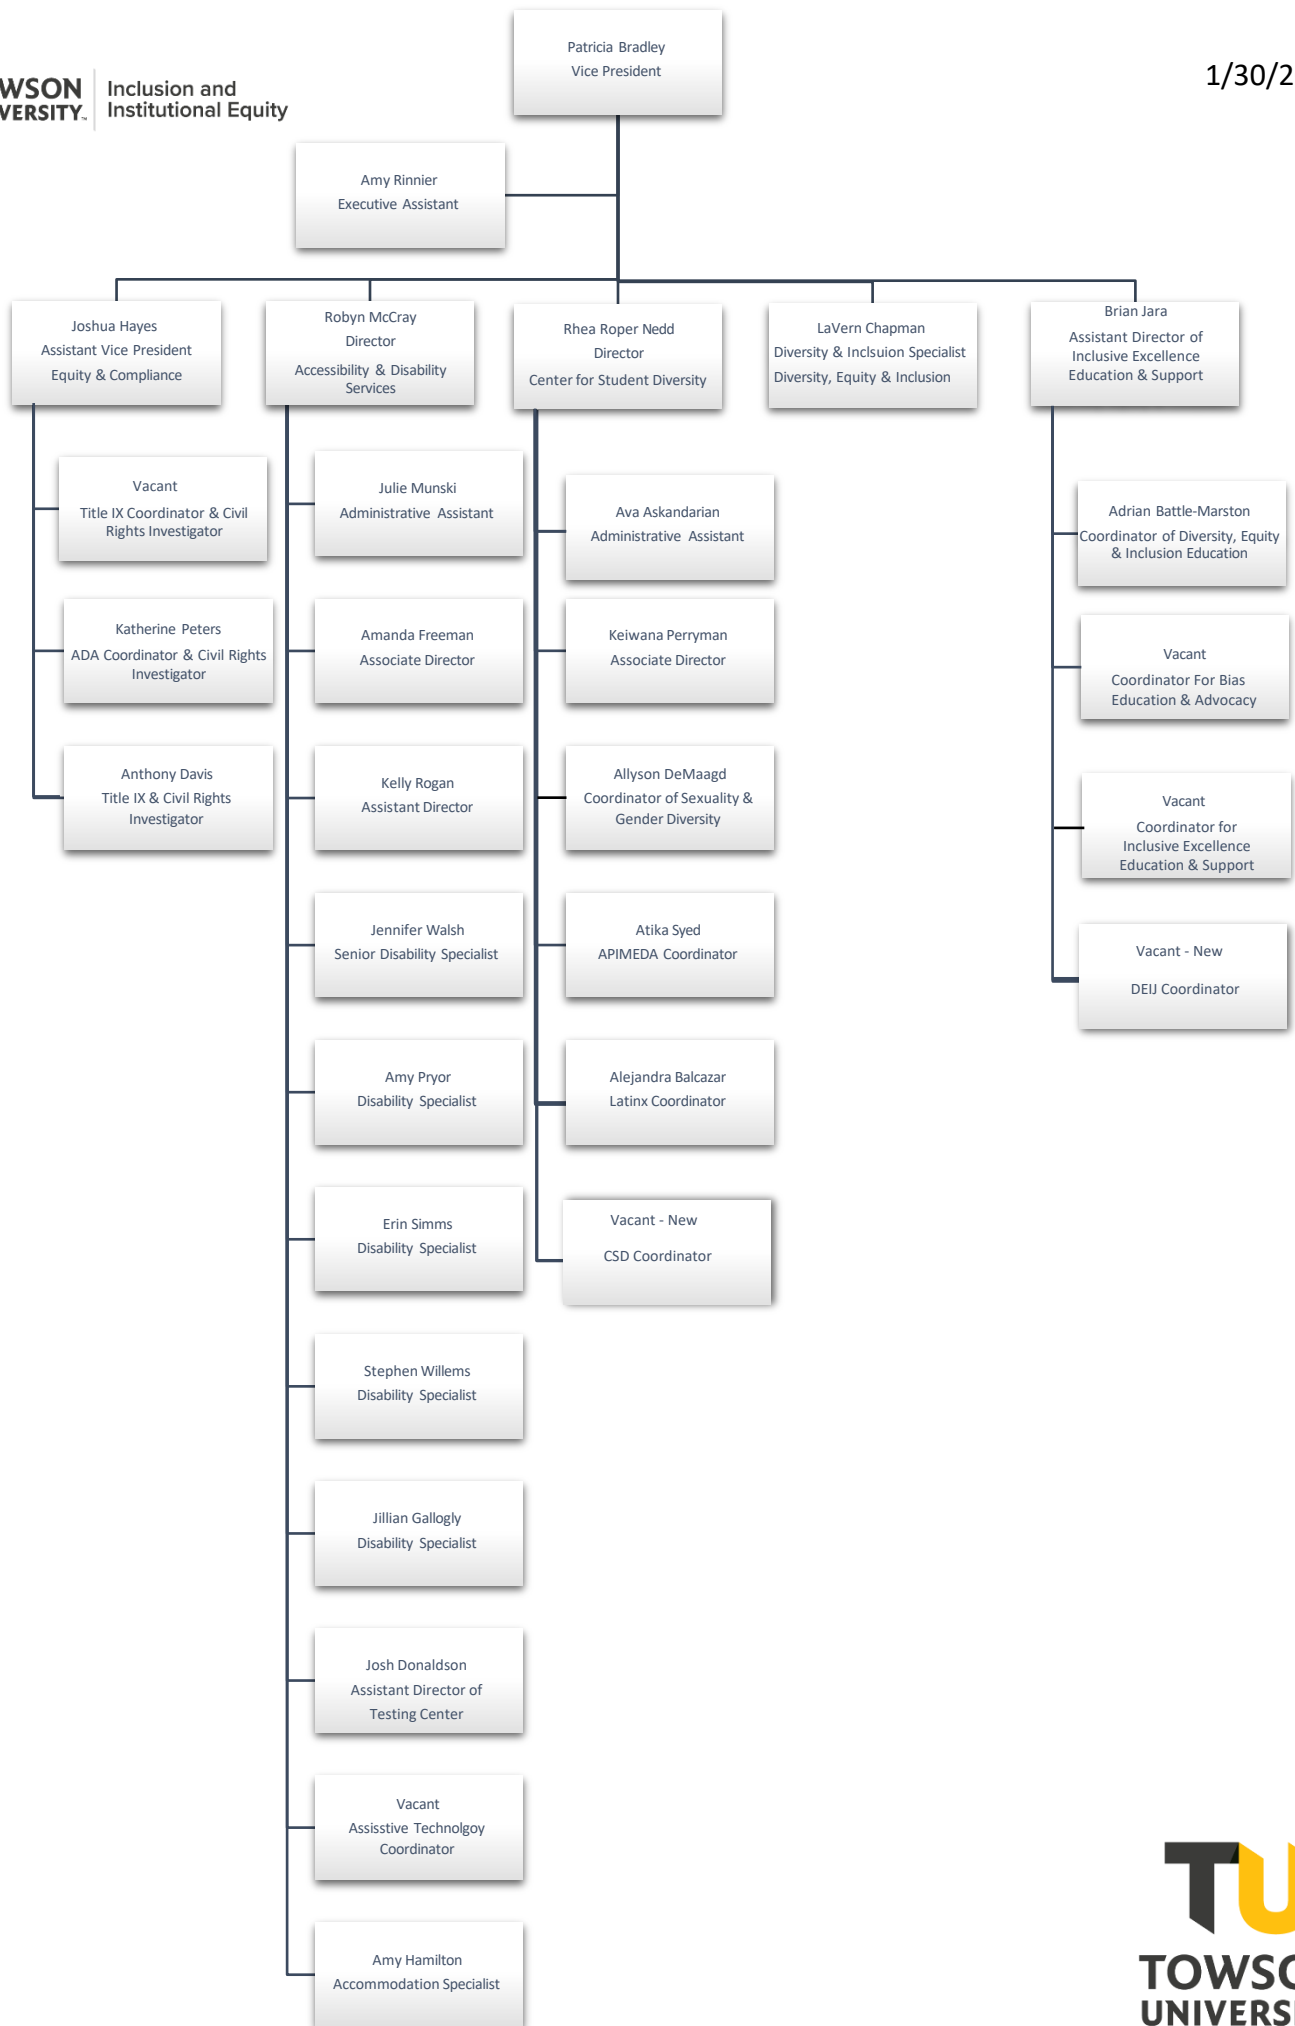 Patricia Bradley
Vice President
1/30/2
WSON
VERSITY
Inclusion and
Institutional Equity
Amy Rinnier
Executive Assistant
Joshua Hayes
Assistant Vice President
Equity & Compliance
Robyn McCray
Director
Accessibility & Disability
Services
Rhea Roper Nedd
Director
Center for Student Diversity
LaVern Chapman
Diversity & Inclsuion Specialist
Diversity, Equity & Inclusion
Brian Jara
Assistant Director of
Inclusive Excellence
Education & Support
Vacant
Title IX Coordinator & Civil
Rights Investigator
Katherine Peters
ADA Coordinator & Civil Rights
Investigator
Anthony Davis
Title IX & Civil Rights
Investigator
Julie Munski
Administrative Assistant
Amanda Freeman
Associate Director
Kelly Rogan
Assistant Director
Jennifer Walsh
Senior Disability Specialist
Amy Pryor
Disability Specialist
Erin Simms
Disability Specialist
Stephen Willems
Disability Specialist
Jillian Gallogly
Disability Specialist
Josh Donaldson
Assistant Director of
Testing Center
Vacant
Assisstive Technolgoy
Coordinator
Amy Hamilton
Accommodation Specialist
Ava Askandarian
Administrative Assistant
Keiwana Perryman
Associate Director
Allyson DeMaagd
Coordinator of Sexuality &
Gender Diversity
Atika Syed
APIMEDA Coordinator
Alejandra Balcazar
Latinx Coordinator
Vacant - New
CSD Coordinator
Adrian Battle-Marston
Coordinator of Diversity, Equity
& Inclusion Education
Vacant
Coordinator For Bias
Education & Advocacy
Vacant
Coordinator for
Inclusive Excellence
Education & Support
Vacant - New
DEIJ Coordinator
TU
TOWSO
UNIVERSI